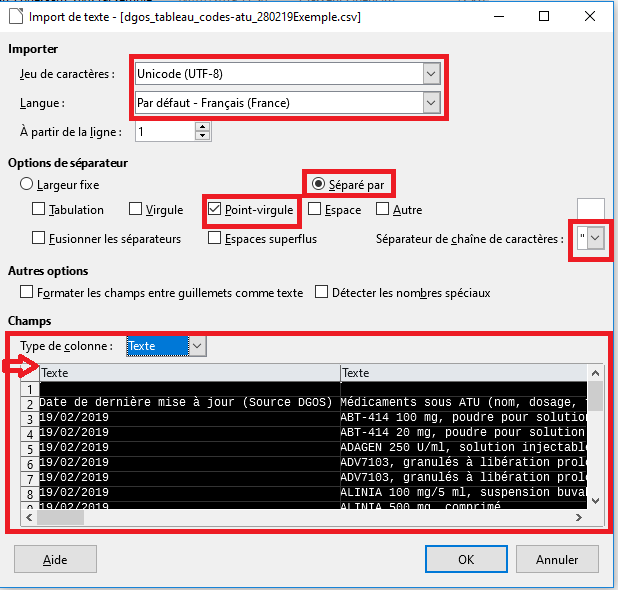 Import de texte - [dgos_tableau_codes-atu_280219Exemple.csv]
Importer
Jeu de caractères : Unicode (UTF-8)
Langue : Par défaut - Français (France)
À partir de la ligne : 1
Options de séparateur
Largeur fixe Séparé par
Tabulation Virgule Point-virgule Espace Autre
Fusionner les séparateurs Espaces superflus Séparateur de chaîne de caractères : "
Autres options
Formater les champs entre guillemets comme texte Détecter les nombres spéciaux
Champs
Type de colonne : Texte
Texte Texte
1
2 Date de dernière mise à jour (Source DGOS) Médicaments sous ATU (nom, dosage,
3 19/02/2019 ABT-414 100 mg, poudre pour solution
4 19/02/2019 ABT-414 20 mg, poudre pour solution
5 19/02/2019 ADAGEN 250 U/ml, solution injectable
6 19/02/2019 ADV7103, granulés à libération prolo
7 19/02/2019 ADV7103, granulés à libération prolo
8 19/02/2019 ALINIA 100 mg/5 ml, suspension buvab
9 19/02/2019 ALINIA 500 mg, comprimé
Aide OK Annuler